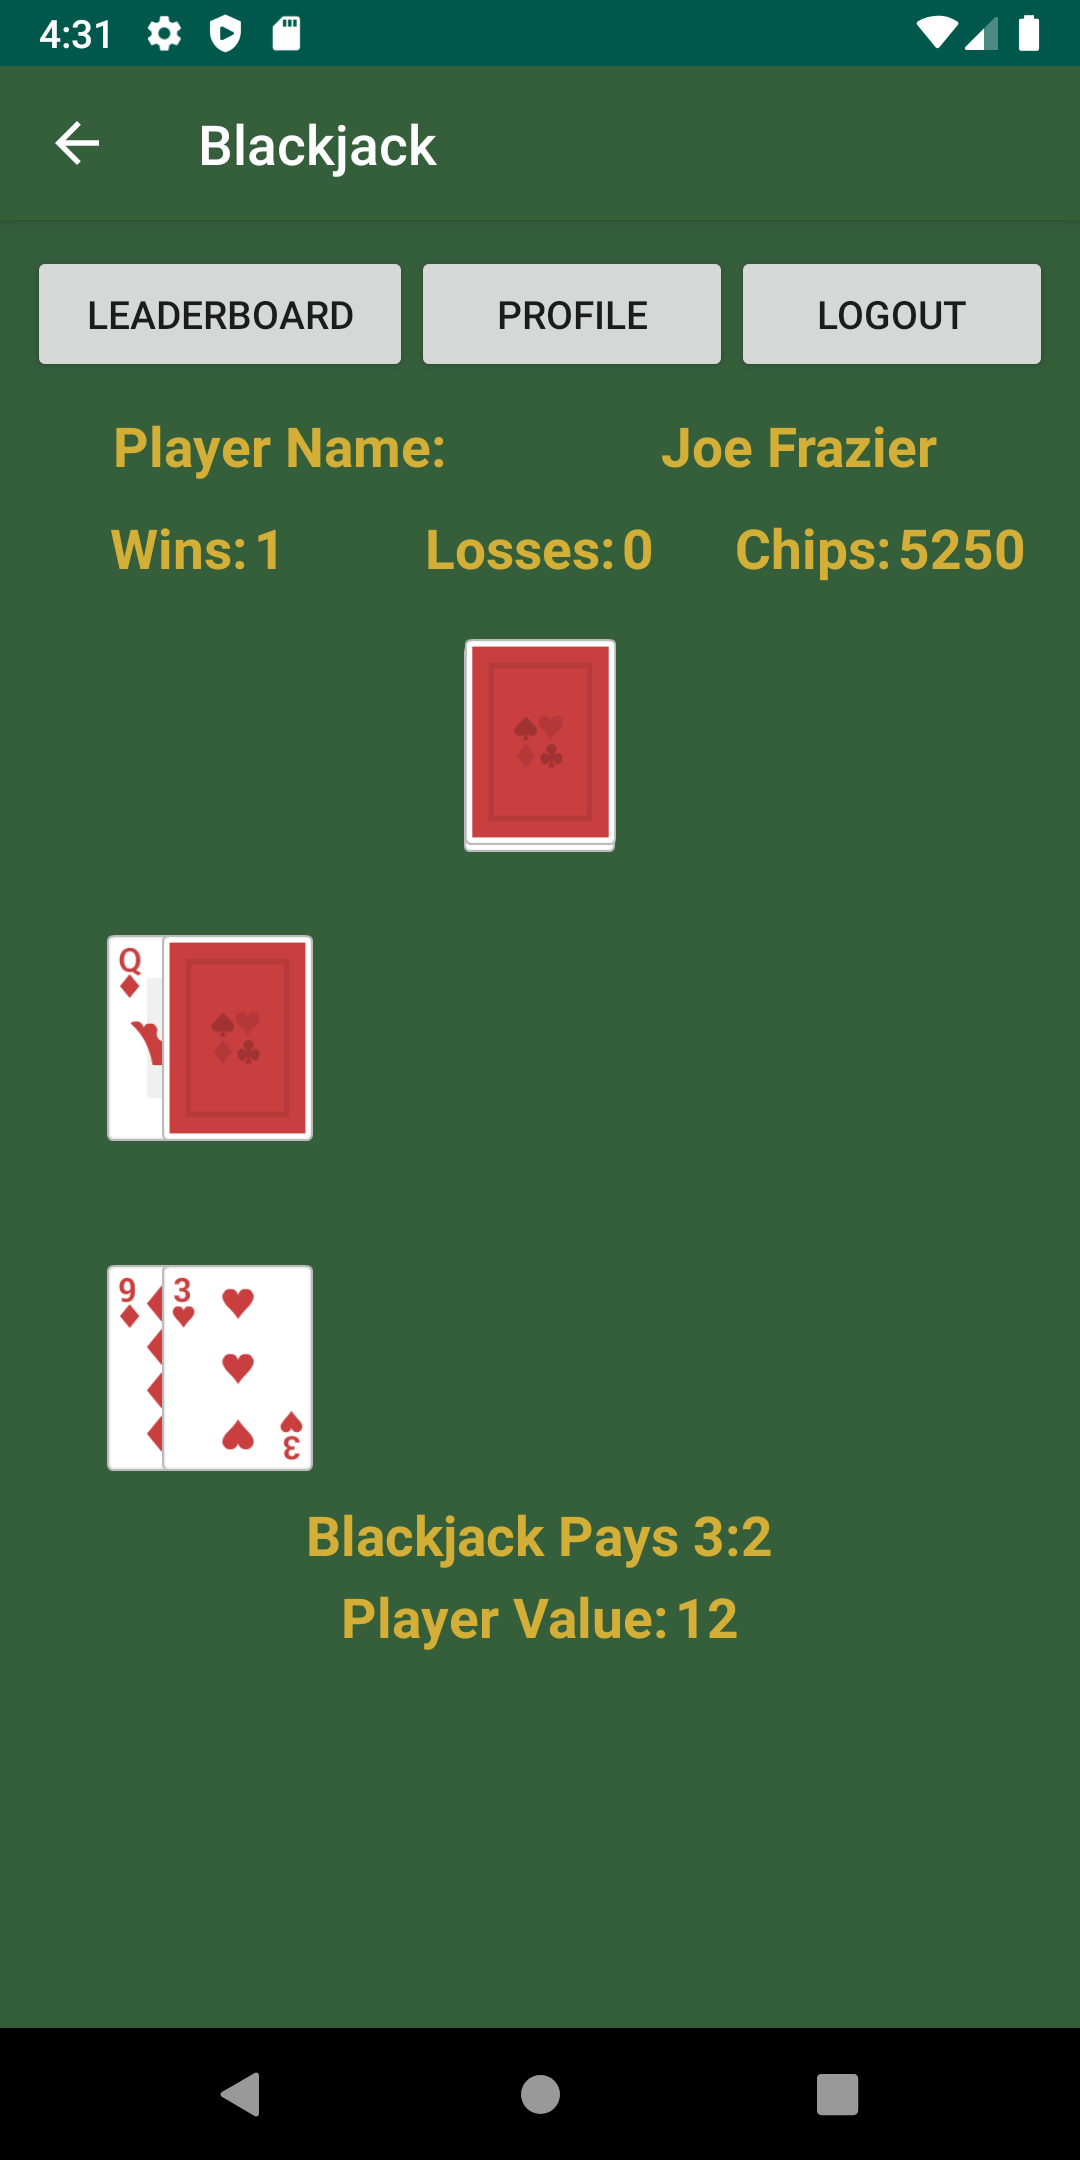 4:31
Blackjack
LEADERBOARD PROFILE LOGOUT
Player Name: Joe Frazier
Wins: 1 Losses: 0 Chips: 5250
Q
9 3
3
Blackjack Pays 3:2
Player Value: 12